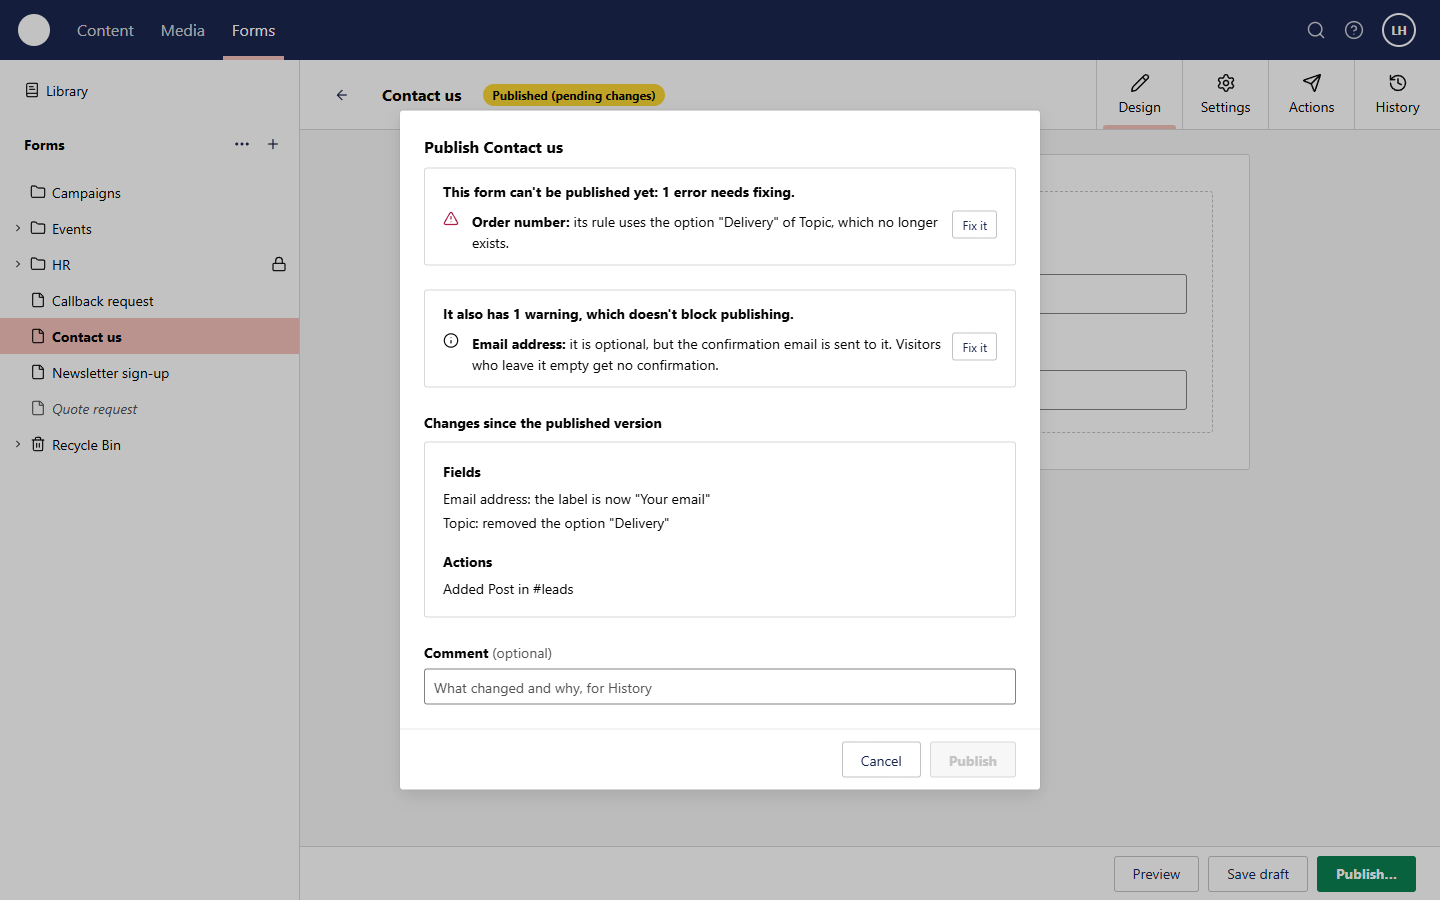 Content Media Forms LH
Library
Forms
Campaigns
Events
HR
Callback request
Contact us
Newsletter sign-up
Quote request
Recycle Bin
Contact us Published (pending changes)
Design Settings Actions History
Publish Contact us
This form can't be published yet: 1 error needs fixing.
Order number: its rule uses the option "Delivery" of Topic, which no longer
exists.
Fix it
It also has 1 warning, which doesn't block publishing.
Email address: it is optional, but the confirmation email is sent to it. Visitors
who leave it empty get no confirmation.
Fix it
Changes since the published version
Fields
Email address: the label is now "Your email"
Topic: removed the option "Delivery"
Actions
Added Post in #leads
Comment (optional)
What changed and why, for History
Cancel Publish
Preview Save draft Publish...